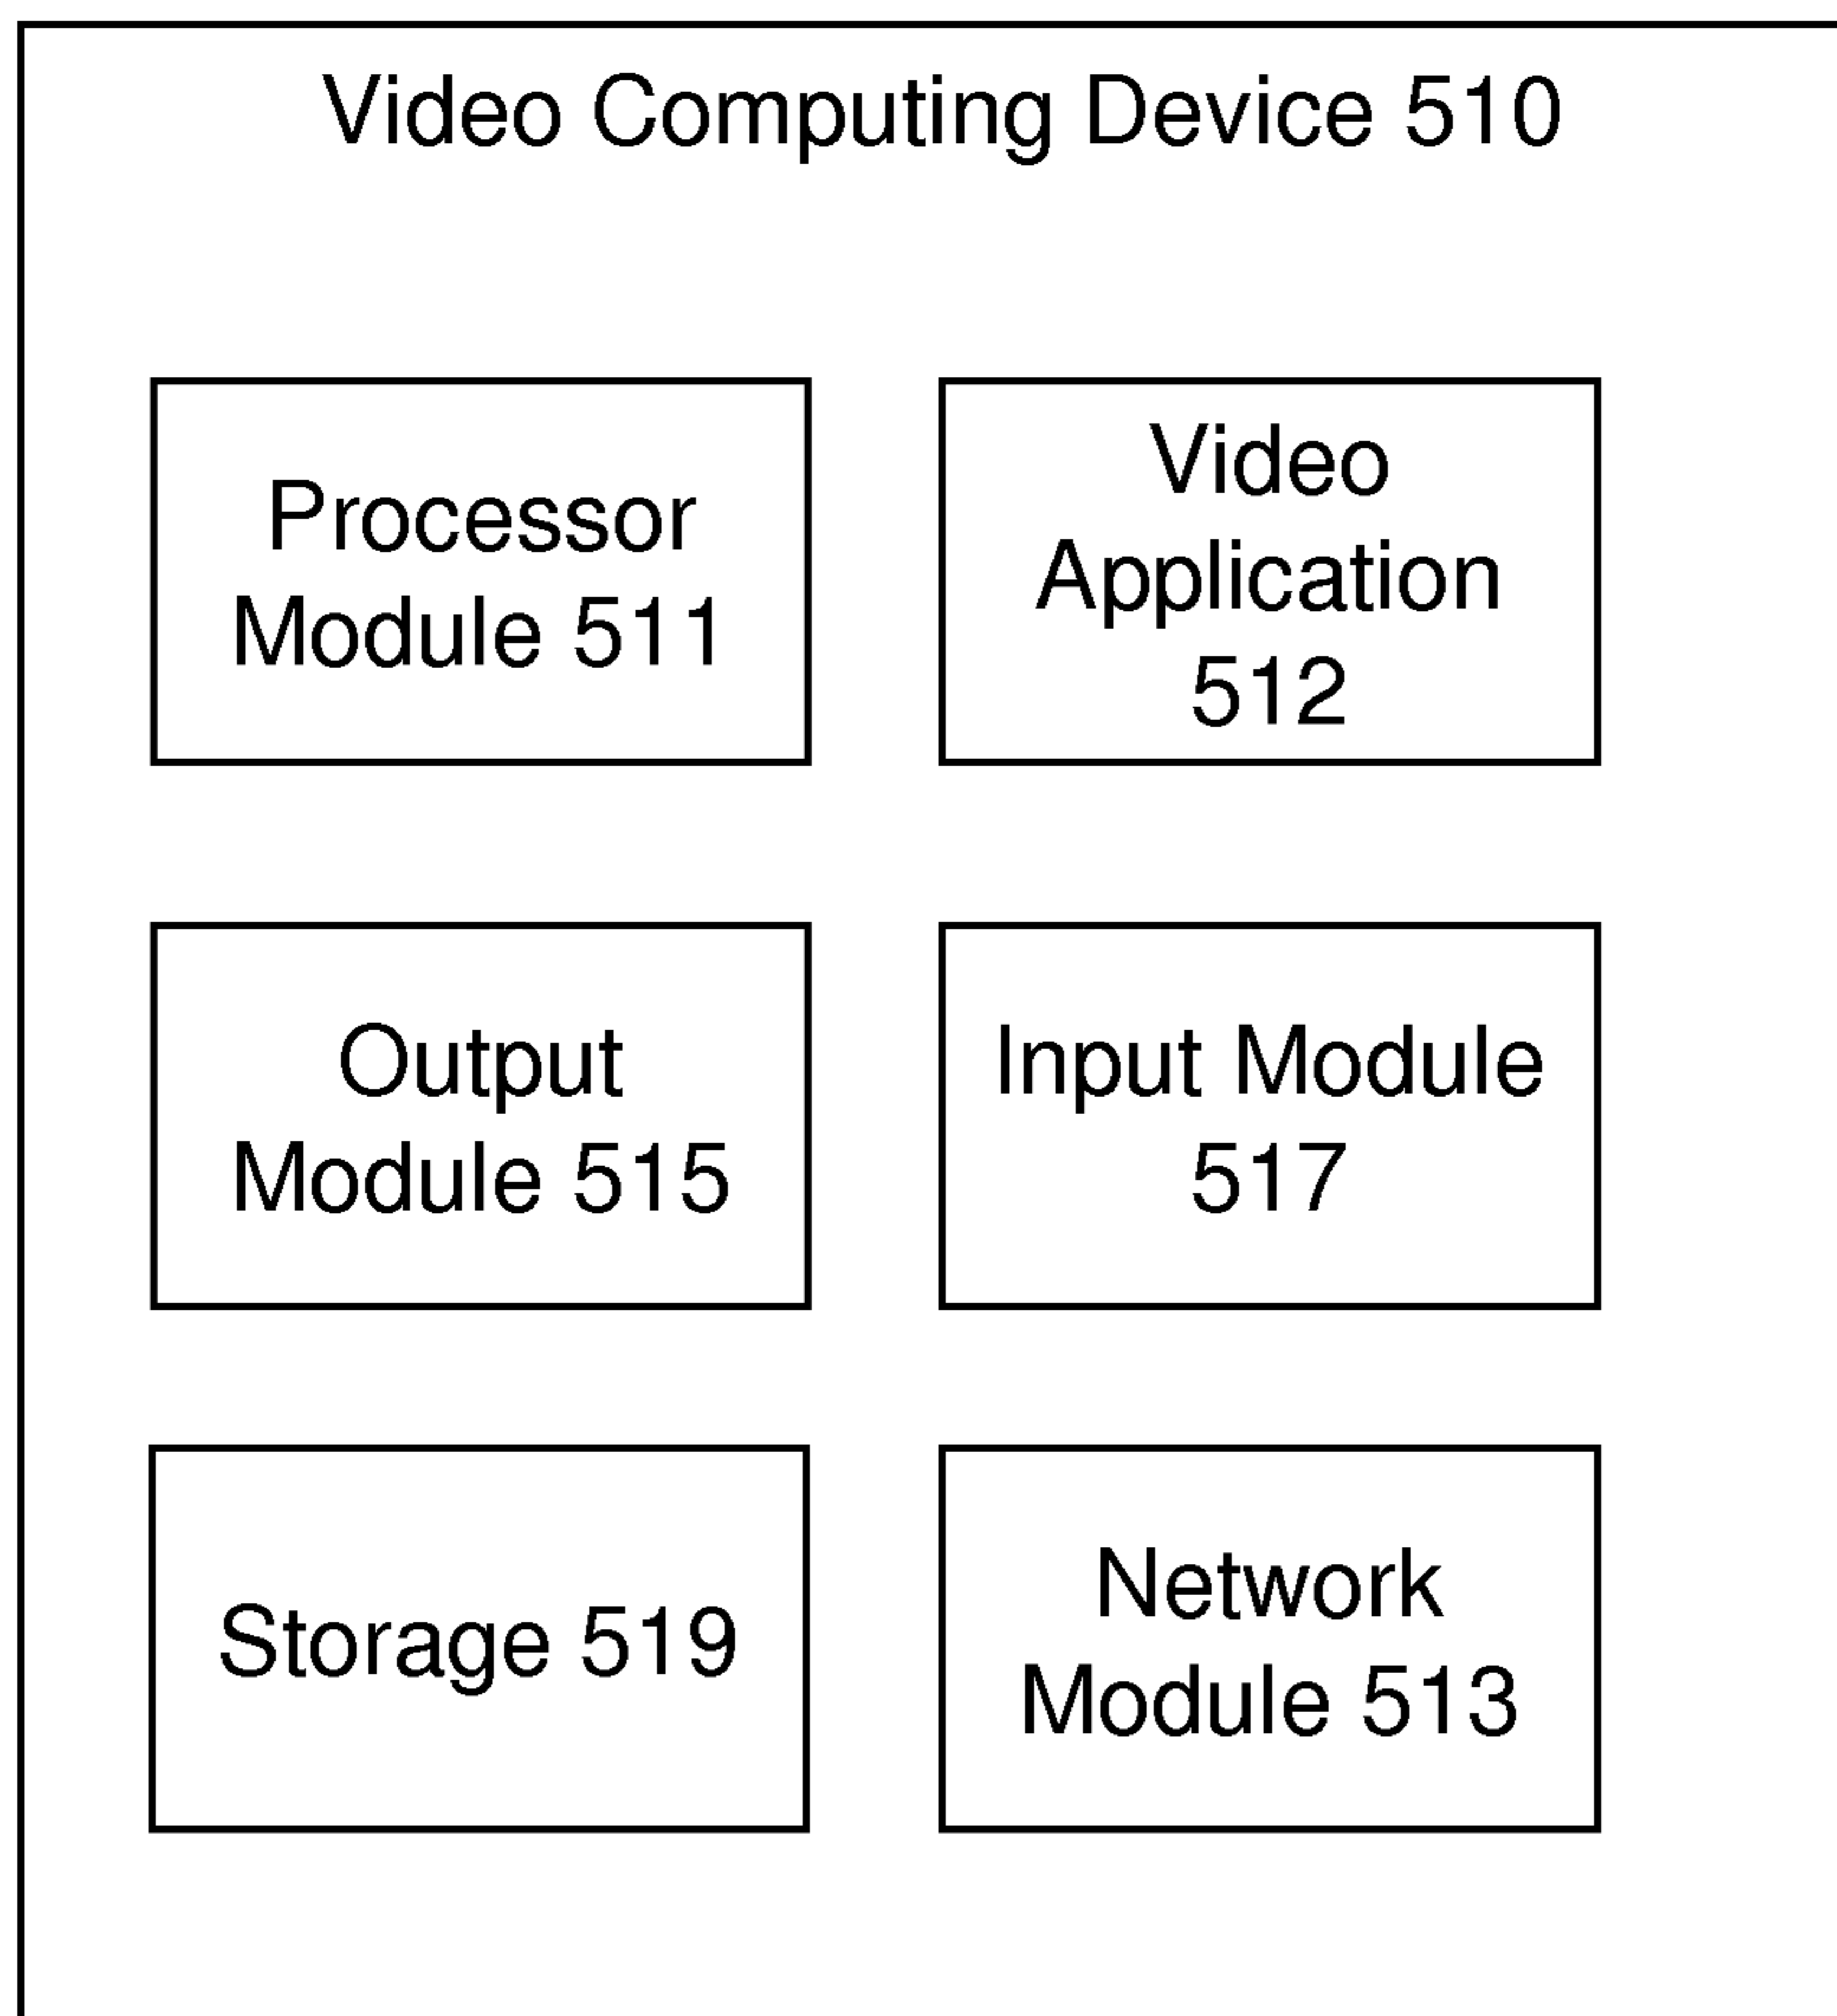 Video Computing Device 510
Processor
Module 511
Video
Application
512
Output
Module 515
Input Module
517
Storage 519
Network
Module 513